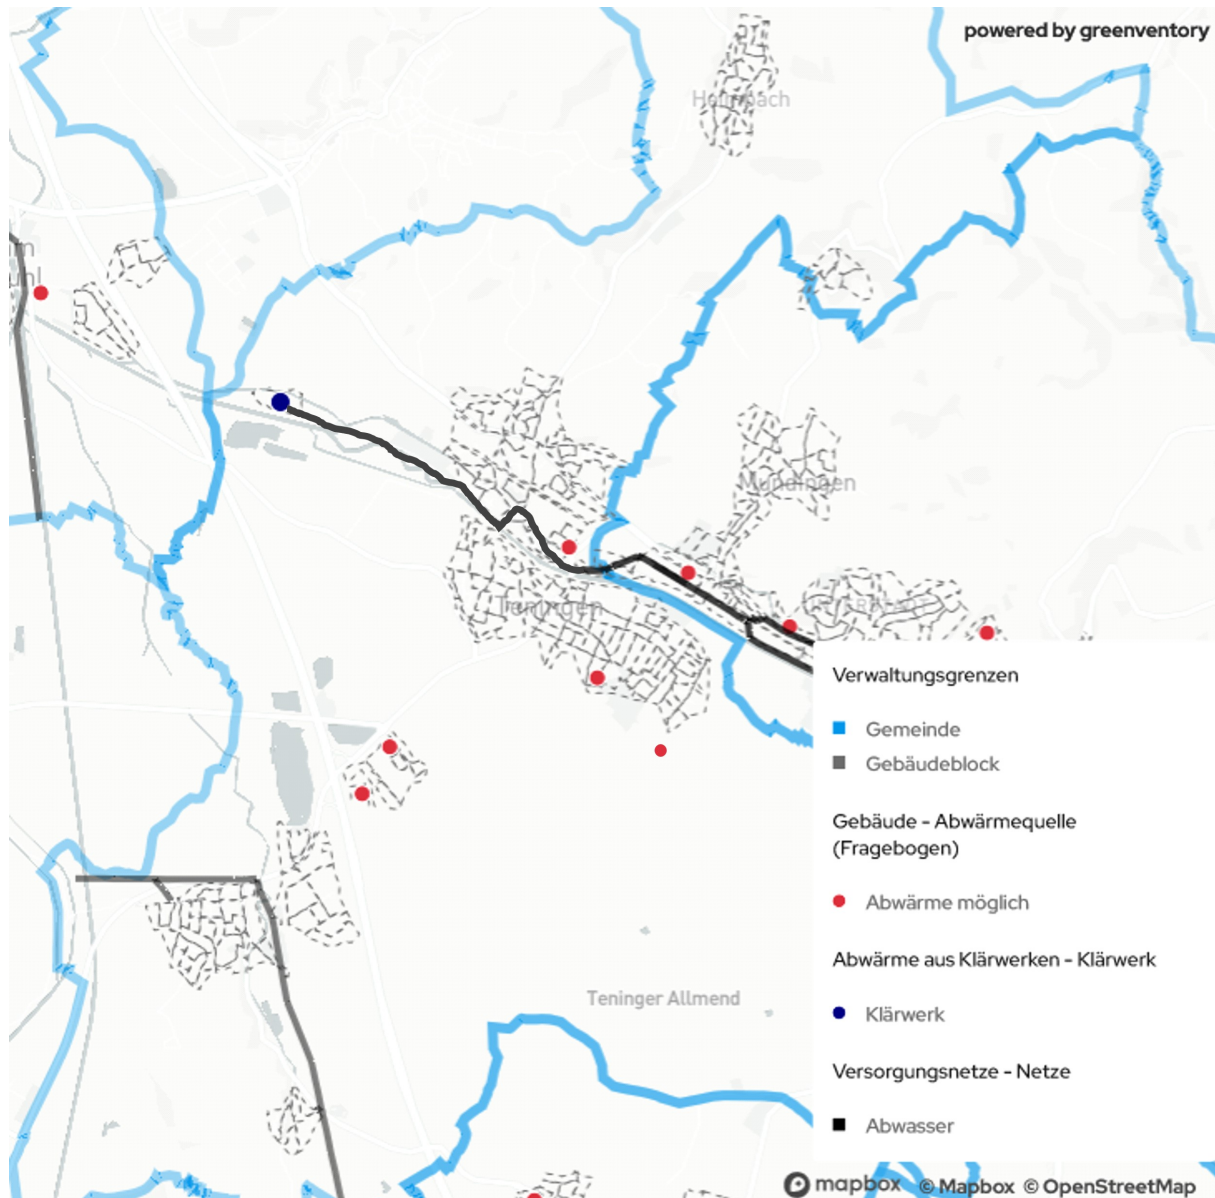 powered by greenventory
Mundingen
Teningen
Teninger Allmend
Verwaltungsgrenzen
Gemeinde
Gebäudeblock
Gebäude - Abwärmequelle
(Fragebogen)
Abwärme möglich
Abwärme aus Klärwerken - Klärwerk
Klärwerk
Versorgungsnetze - Netze
Abwasser
mapbox © Mapbox © OpenStreetMap